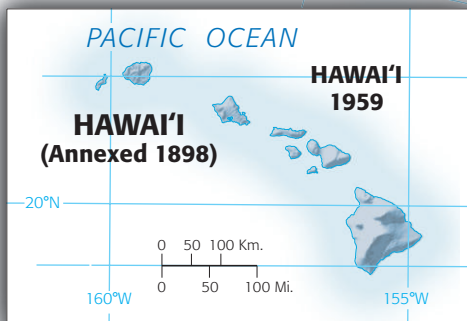 PACIFIC OCEAN
HAWAI‘I
1959
HAWAI‘I
(Annexed 1898)
20°N
0 50 100 Km.
0 50 100 Mi.
160°W
155°W